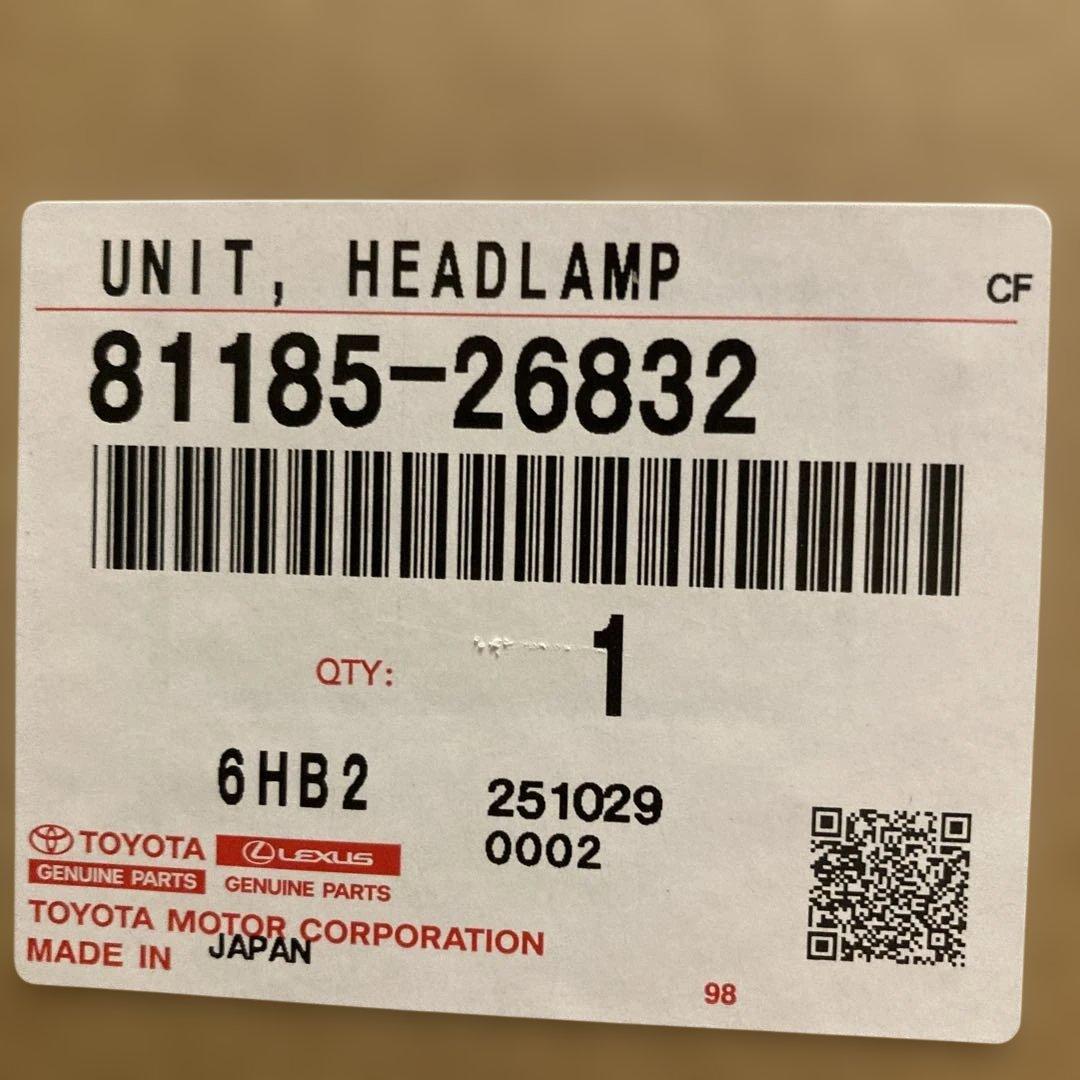 UNIT, HEADLAMP
CF
81185-26832
QTY: 1
6HB2
251029
0002
TOYOTA
GENUINE PARTS
LEXUS
GENUINE PARTS
TOYOTA MOTOR CORPORATION
MADE IN JAPAN
98